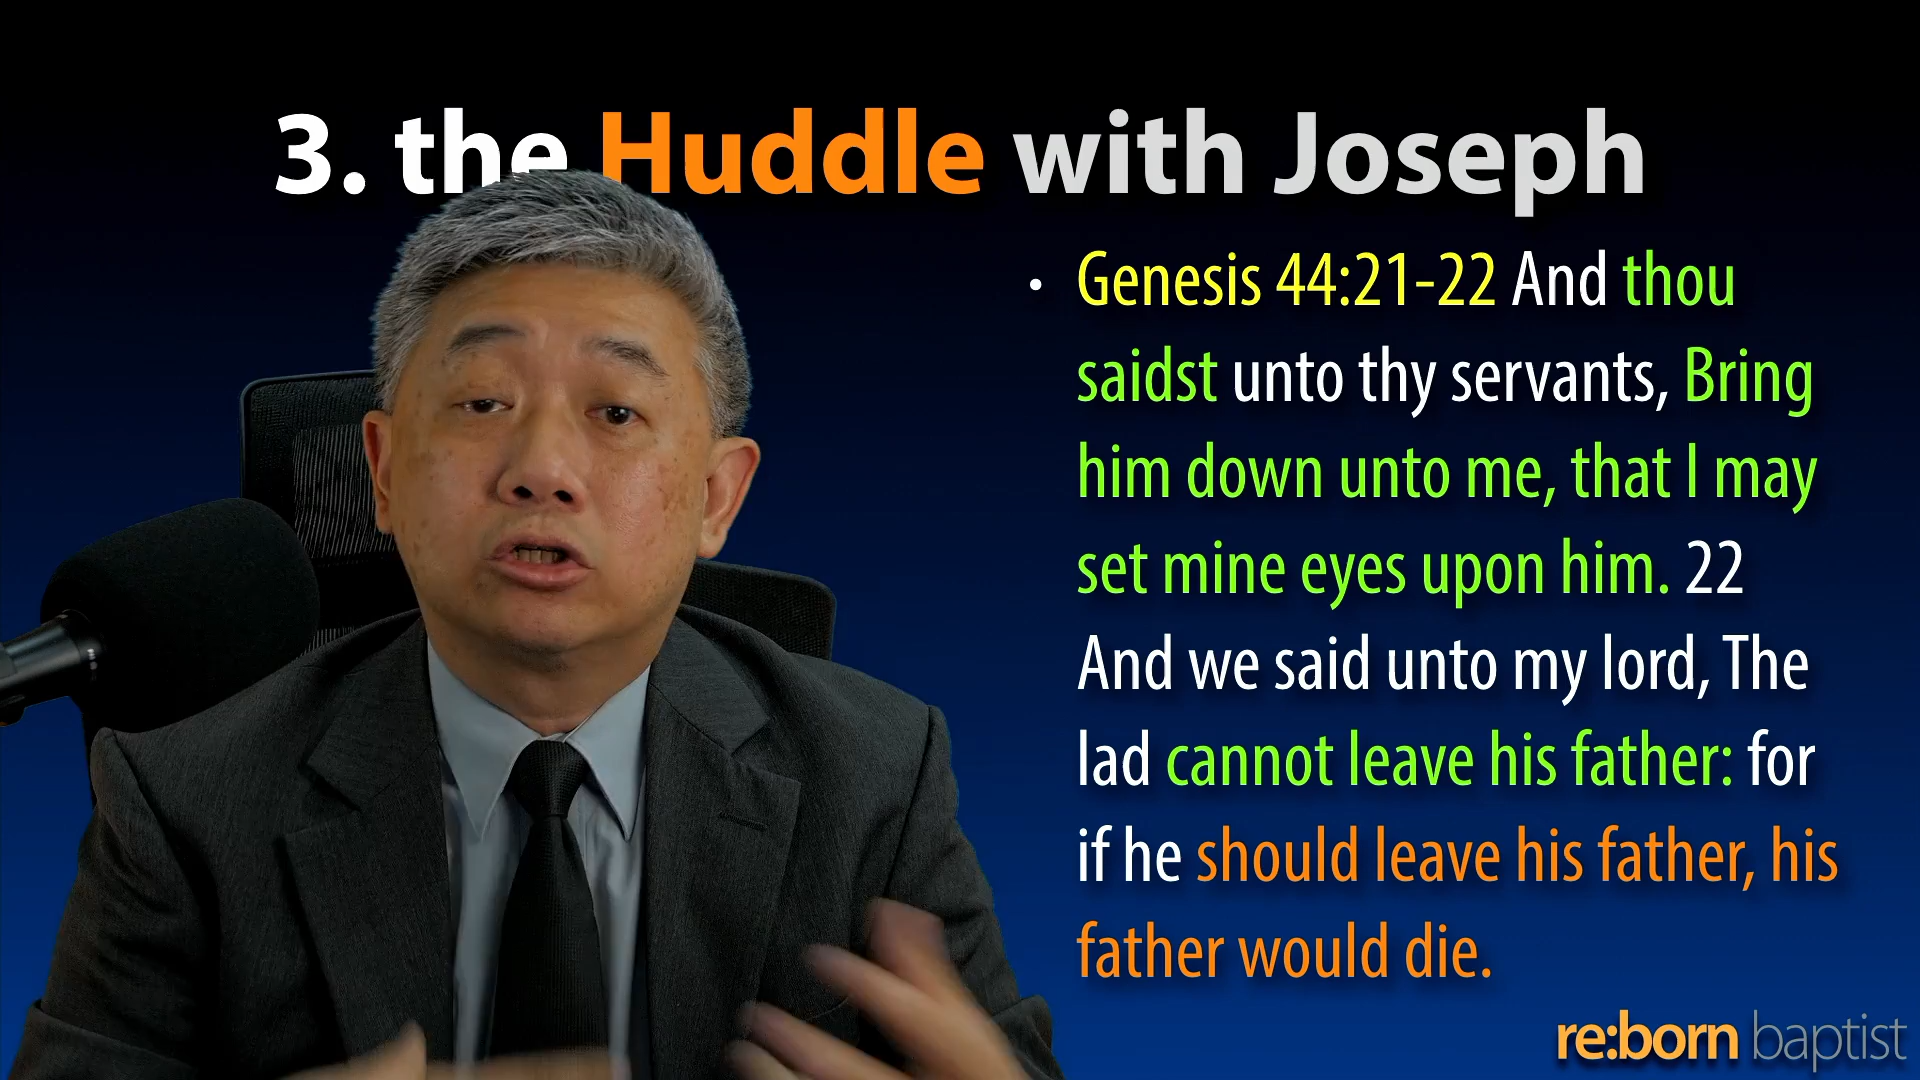 3. the Huddle with Joseph
• Genesis 44:21-22 And thou
saidst unto thy servants, Bring
him down unto me, that I may
set mine eyes upon him. 22
And we said unto my lord, The
lad cannot leave his father: for
if he should leave his father, his
father would die.
re:born baptist